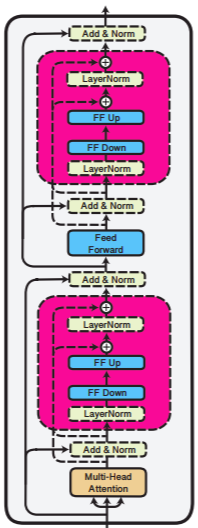 Add & Norm
LayerNorm
FF Up
FF Down
LayerNorm
Add & Norm
Feed
Forward
Add & Norm
LayerNorm
FF Up
FF Down
LayerNorm
Add & Norm
Multi-Head
Attention